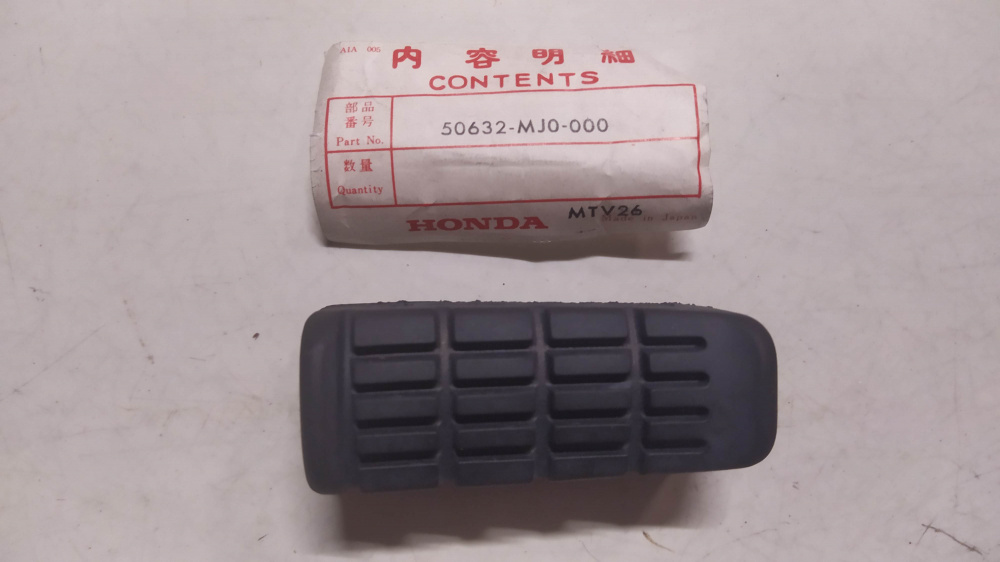 AIA 005
内容明細
CONTENTS
部品
番号
Part No.
50632-MJ0-000
数量
Quantity
HONDA
MTV26
Made in Japan